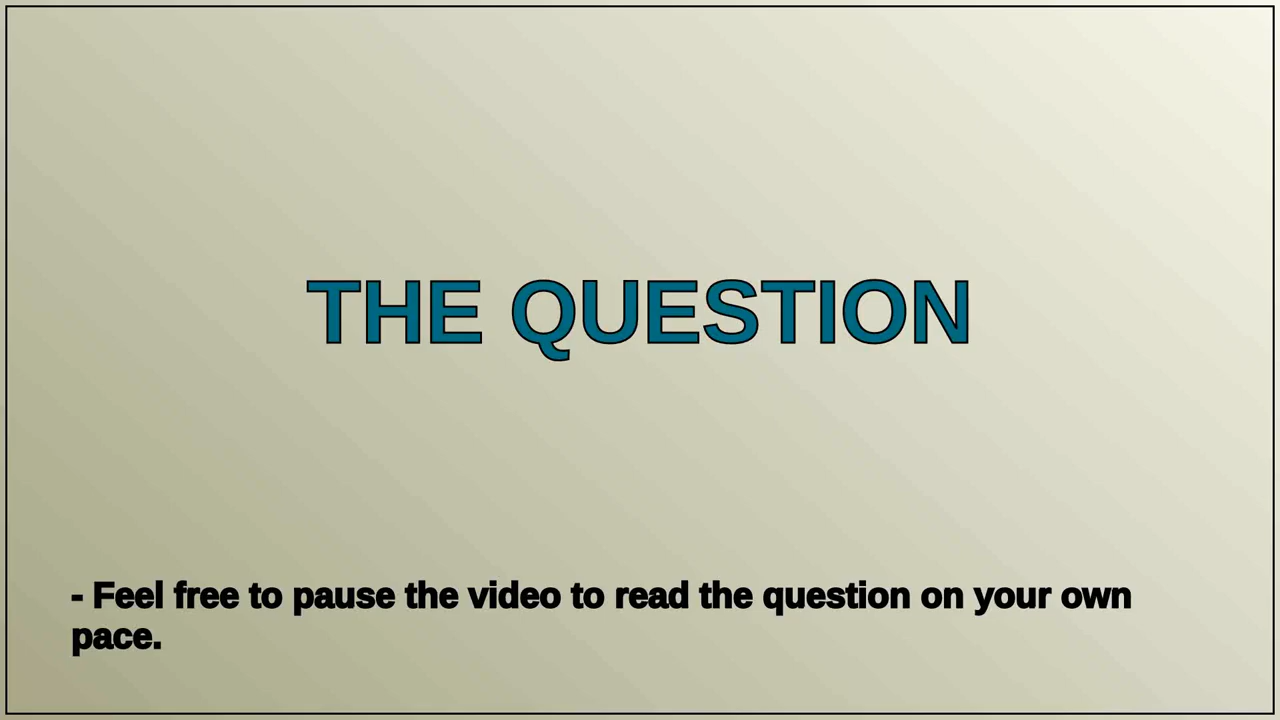 THE QUESTION
- Feel free to pause the video to read the question on your own
pace.